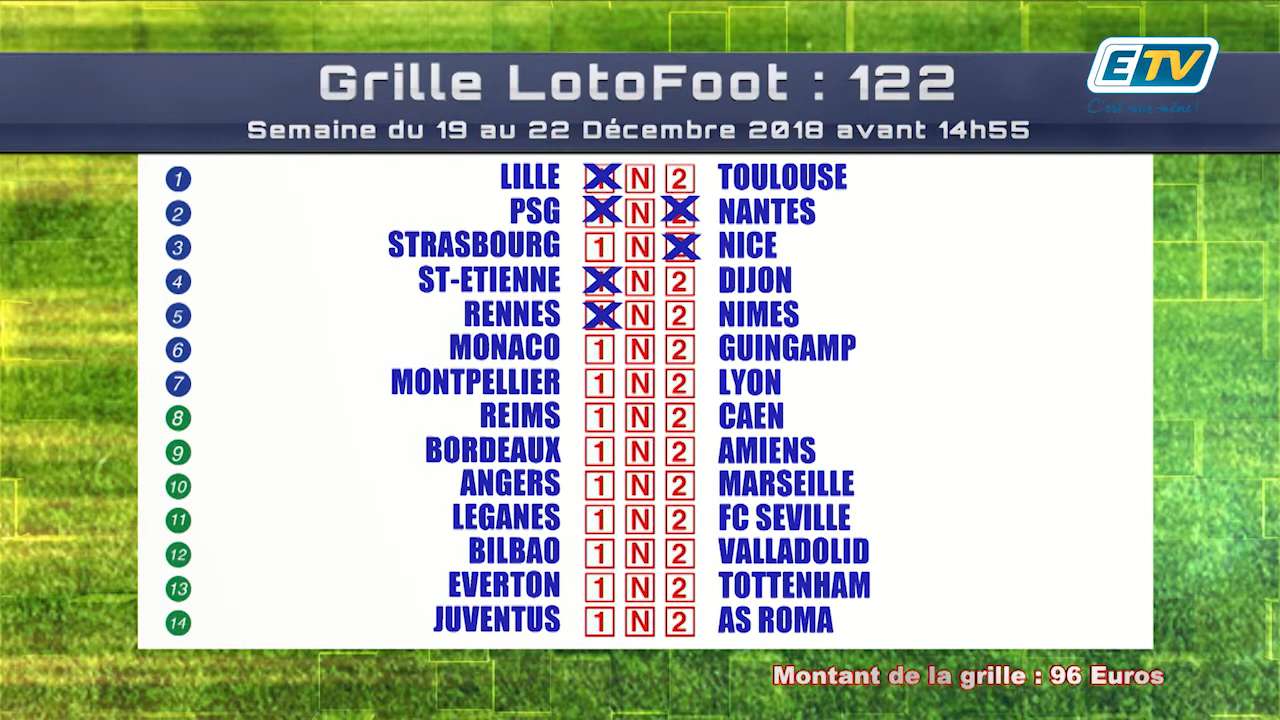 Grille LotoFoot : 122
ETV
C'est vous-même !
Semaine du 19 au 22 Décembre 2018 avant 14h55
1 LILLE 1 N 2 TOULOUSE
2 PSG 1 N 2 NANTES
3 STRASBOURG 1 N 2 NICE
4 ST-ETIENNE 1 N 2 DIJON
5 RENNES 1 N 2 NIMES
6 MONACO 1 N 2 GUINGAMP
7 MONTPELLIER 1 N 2 LYON
8 REIMS 1 N 2 CAEN
9 BORDEAUX 1 N 2 AMIENS
10 ANGERS 1 N 2 MARSEILLE
11 LEGANES 1 N 2 FC SEVILLE
12 BILBAO 1 N 2 VALLADOLID
13 EVERTON 1 N 2 TOTTENHAM
14 JUVENTUS 1 N 2 AS ROMA
Montant de la grille : 96 Euros